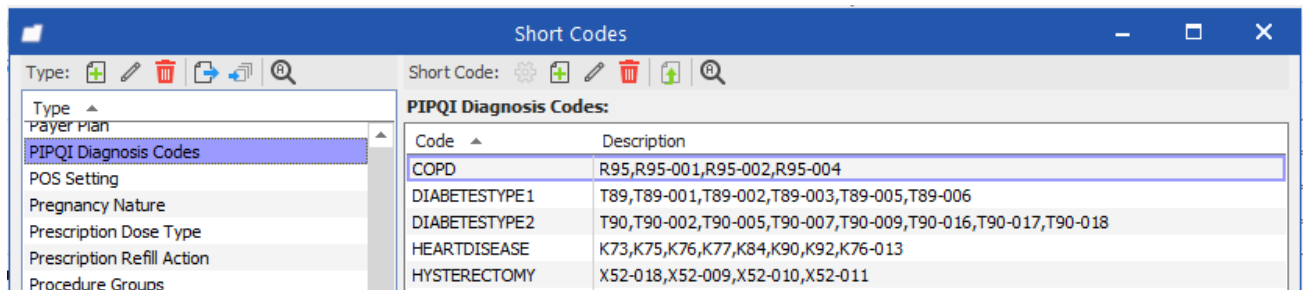 Short Codes
Type:
Short Code:
Type
Payer Plan
PIPQI Diagnosis Codes
POS Setting
Pregnancy Nature
Prescription Dose Type
Prescription Refill Action
Procedure Groups
PIPQI Diagnosis Codes:
Code Description
COPD R95,R95-001,R95-002,R95-004
DIABETESTYPE1 T89,T89-001,T89-002,T89-003,T89-005,T89-006
DIABETESTYPE2 T90,T90-002,T90-005,T90-007,T90-009,T90-016,T90-017,T90-018
HEARTDISEASE K73,K75,K76,K77,K84,K90,K92,K76-013
HYSTERECTOMY X52-018,X52-009,X52-010,X52-011